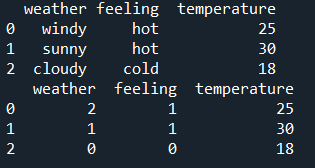 weather feeling temperature
0 windy hot 25
1 sunny hot 30
2 cloudy cold 18
weather feeling temperature
0 2 1 25
1 1 1 30
2 0 0 18